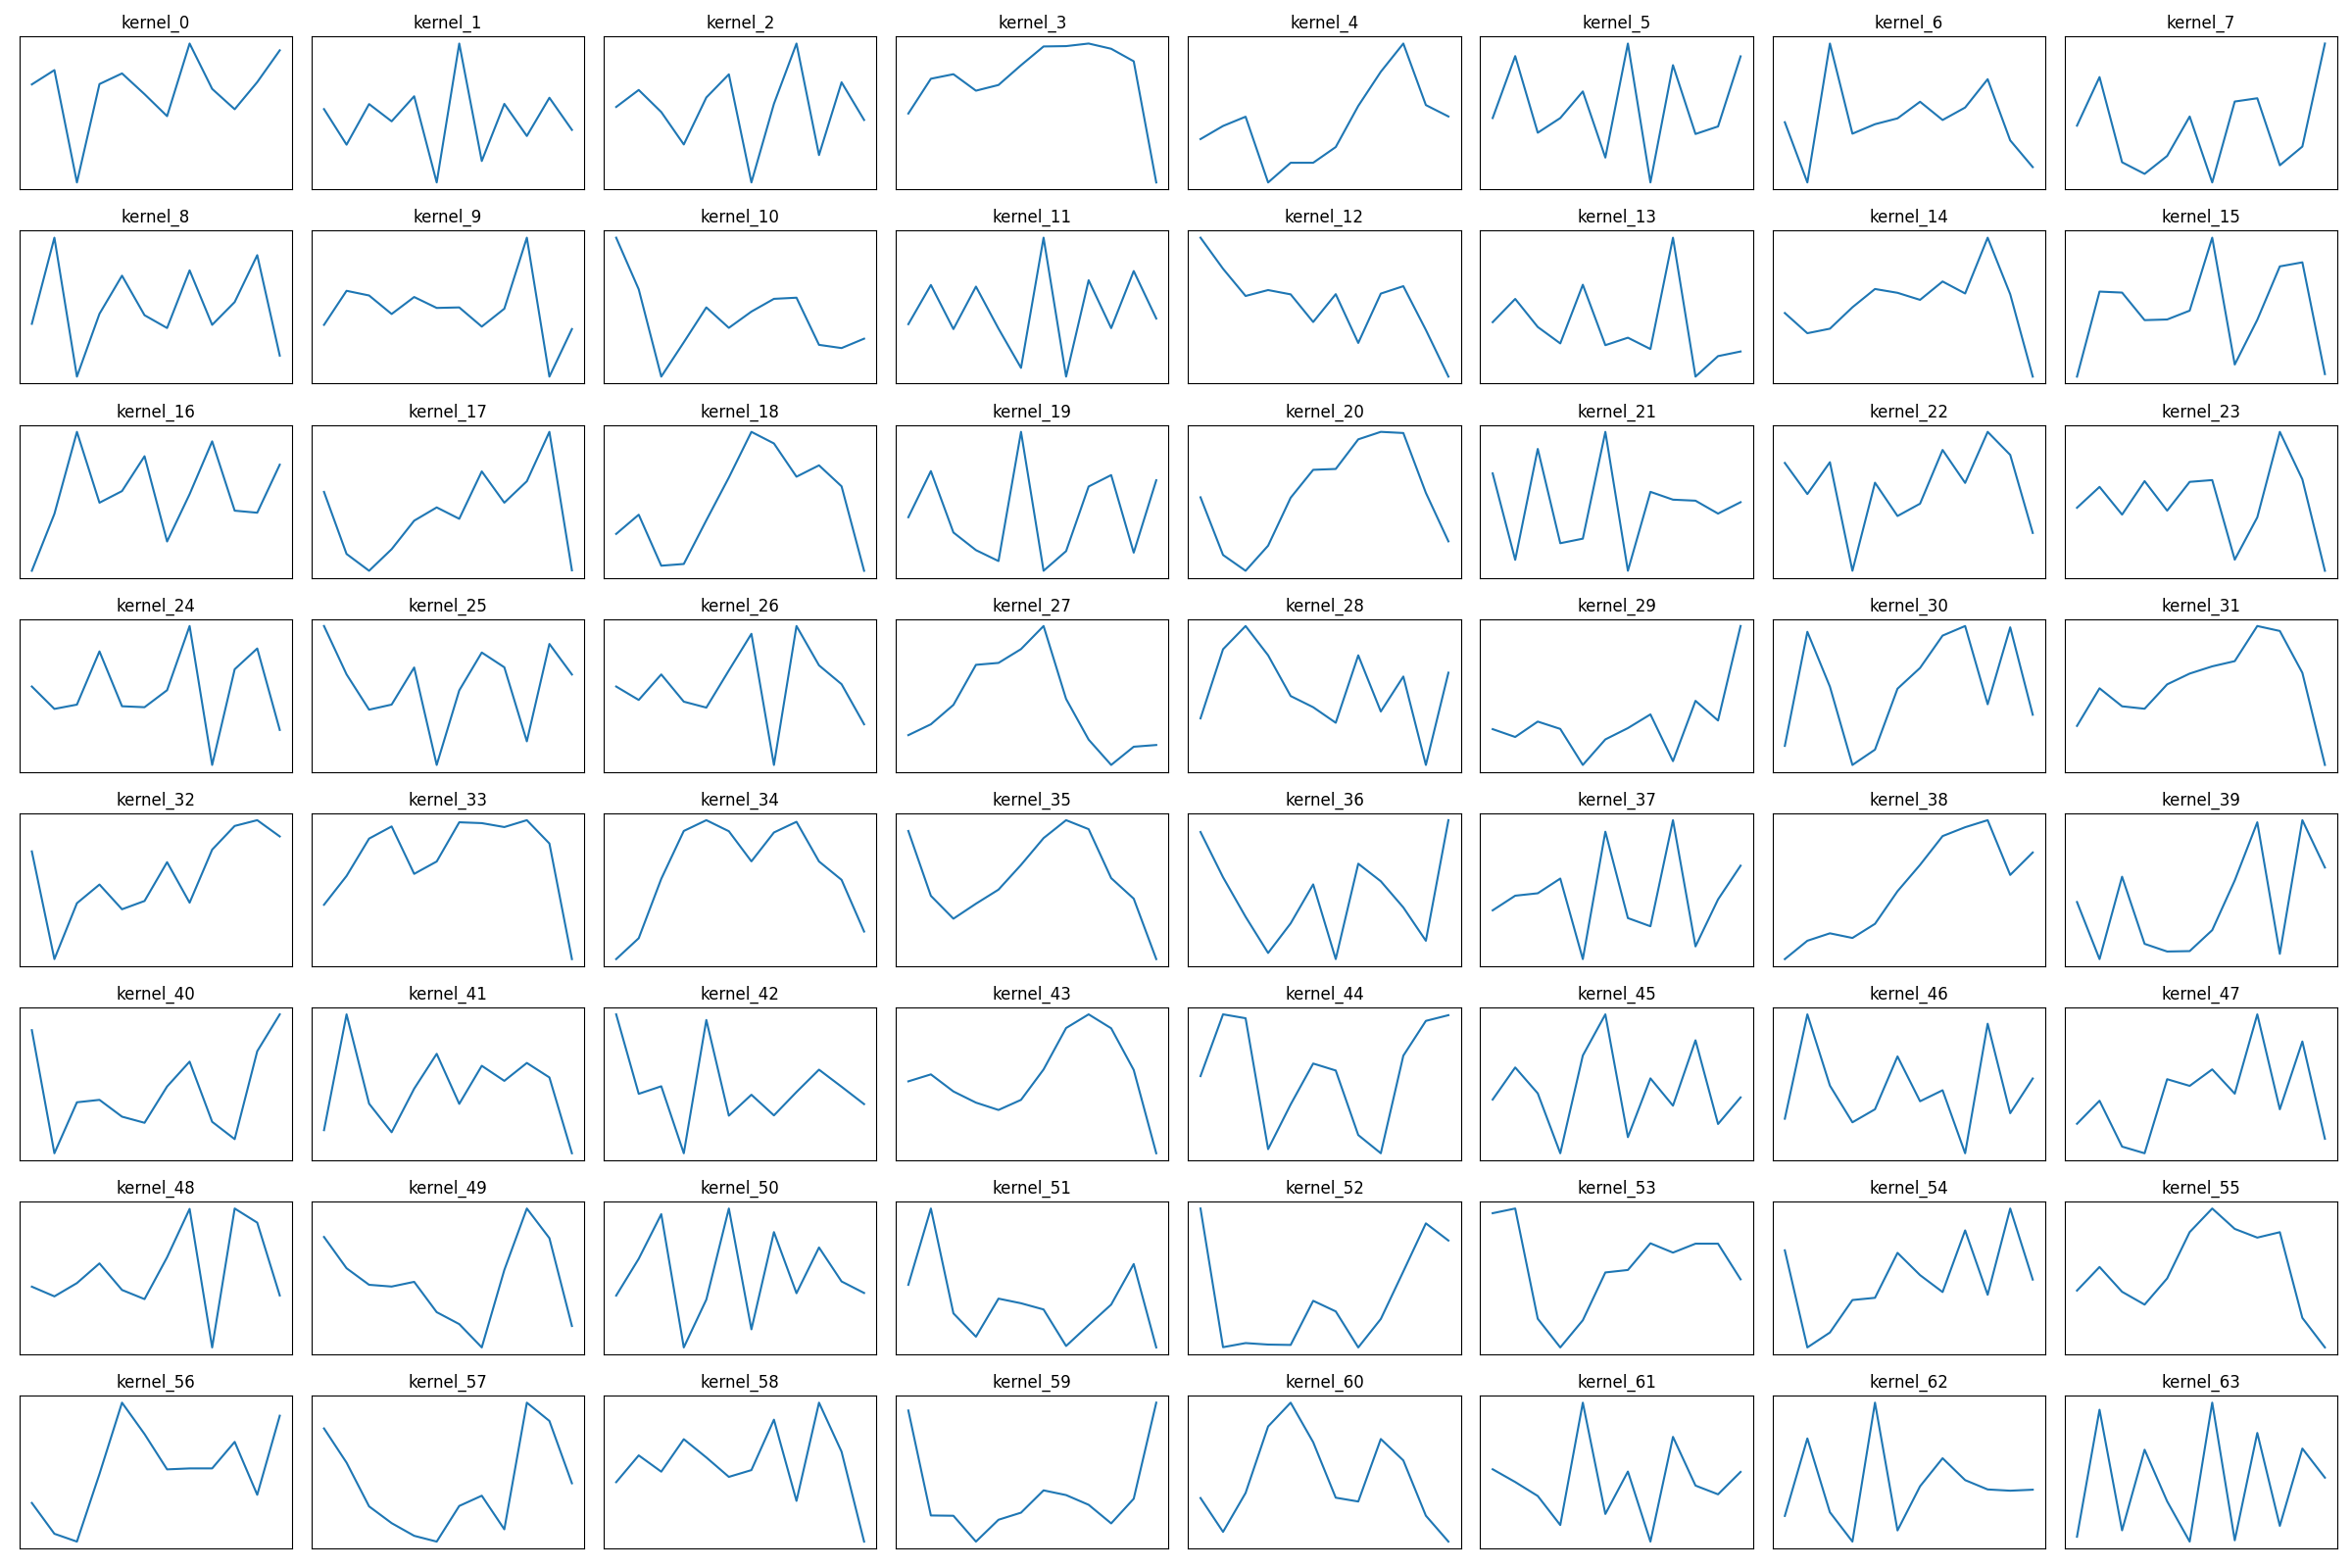 kernel_0 kernel_1 kernel_2 kernel_3 kernel_4 kernel_5 kernel_6 kernel_7
kernel_8 kernel_9 kernel_10 kernel_11 kernel_12 kernel_13 kernel_14 kernel_15
kernel_16 kernel_17 kernel_18 kernel_19 kernel_20 kernel_21 kernel_22 kernel_23
kernel_24 kernel_25 kernel_26 kernel_27 kernel_28 kernel_29 kernel_30 kernel_31
kernel_32 kernel_33 kernel_34 kernel_35 kernel_36 kernel_37 kernel_38 kernel_39
kernel_40 kernel_41 kernel_42 kernel_43 kernel_44 kernel_45 kernel_46 kernel_47
kernel_48 kernel_49 kernel_50 kernel_51 kernel_52 kernel_53 kernel_54 kernel_55
kernel_56 kernel_57 kernel_58 kernel_59 kernel_60 kernel_61 kernel_62 kernel_63